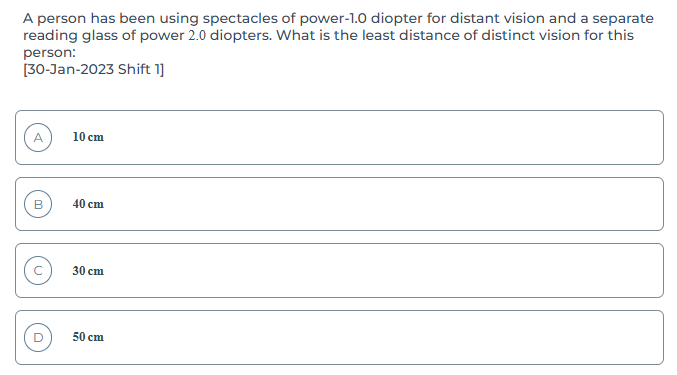 A person has been using spectacles of power-1.0 diopter for distant vision and a separate
reading glass of power 2.0 diopters. What is the least distance of distinct vision for this
person:
[30-Jan-2023 Shift 1]
A 10 cm
B 40 cm
C 30 cm
D 50 cm